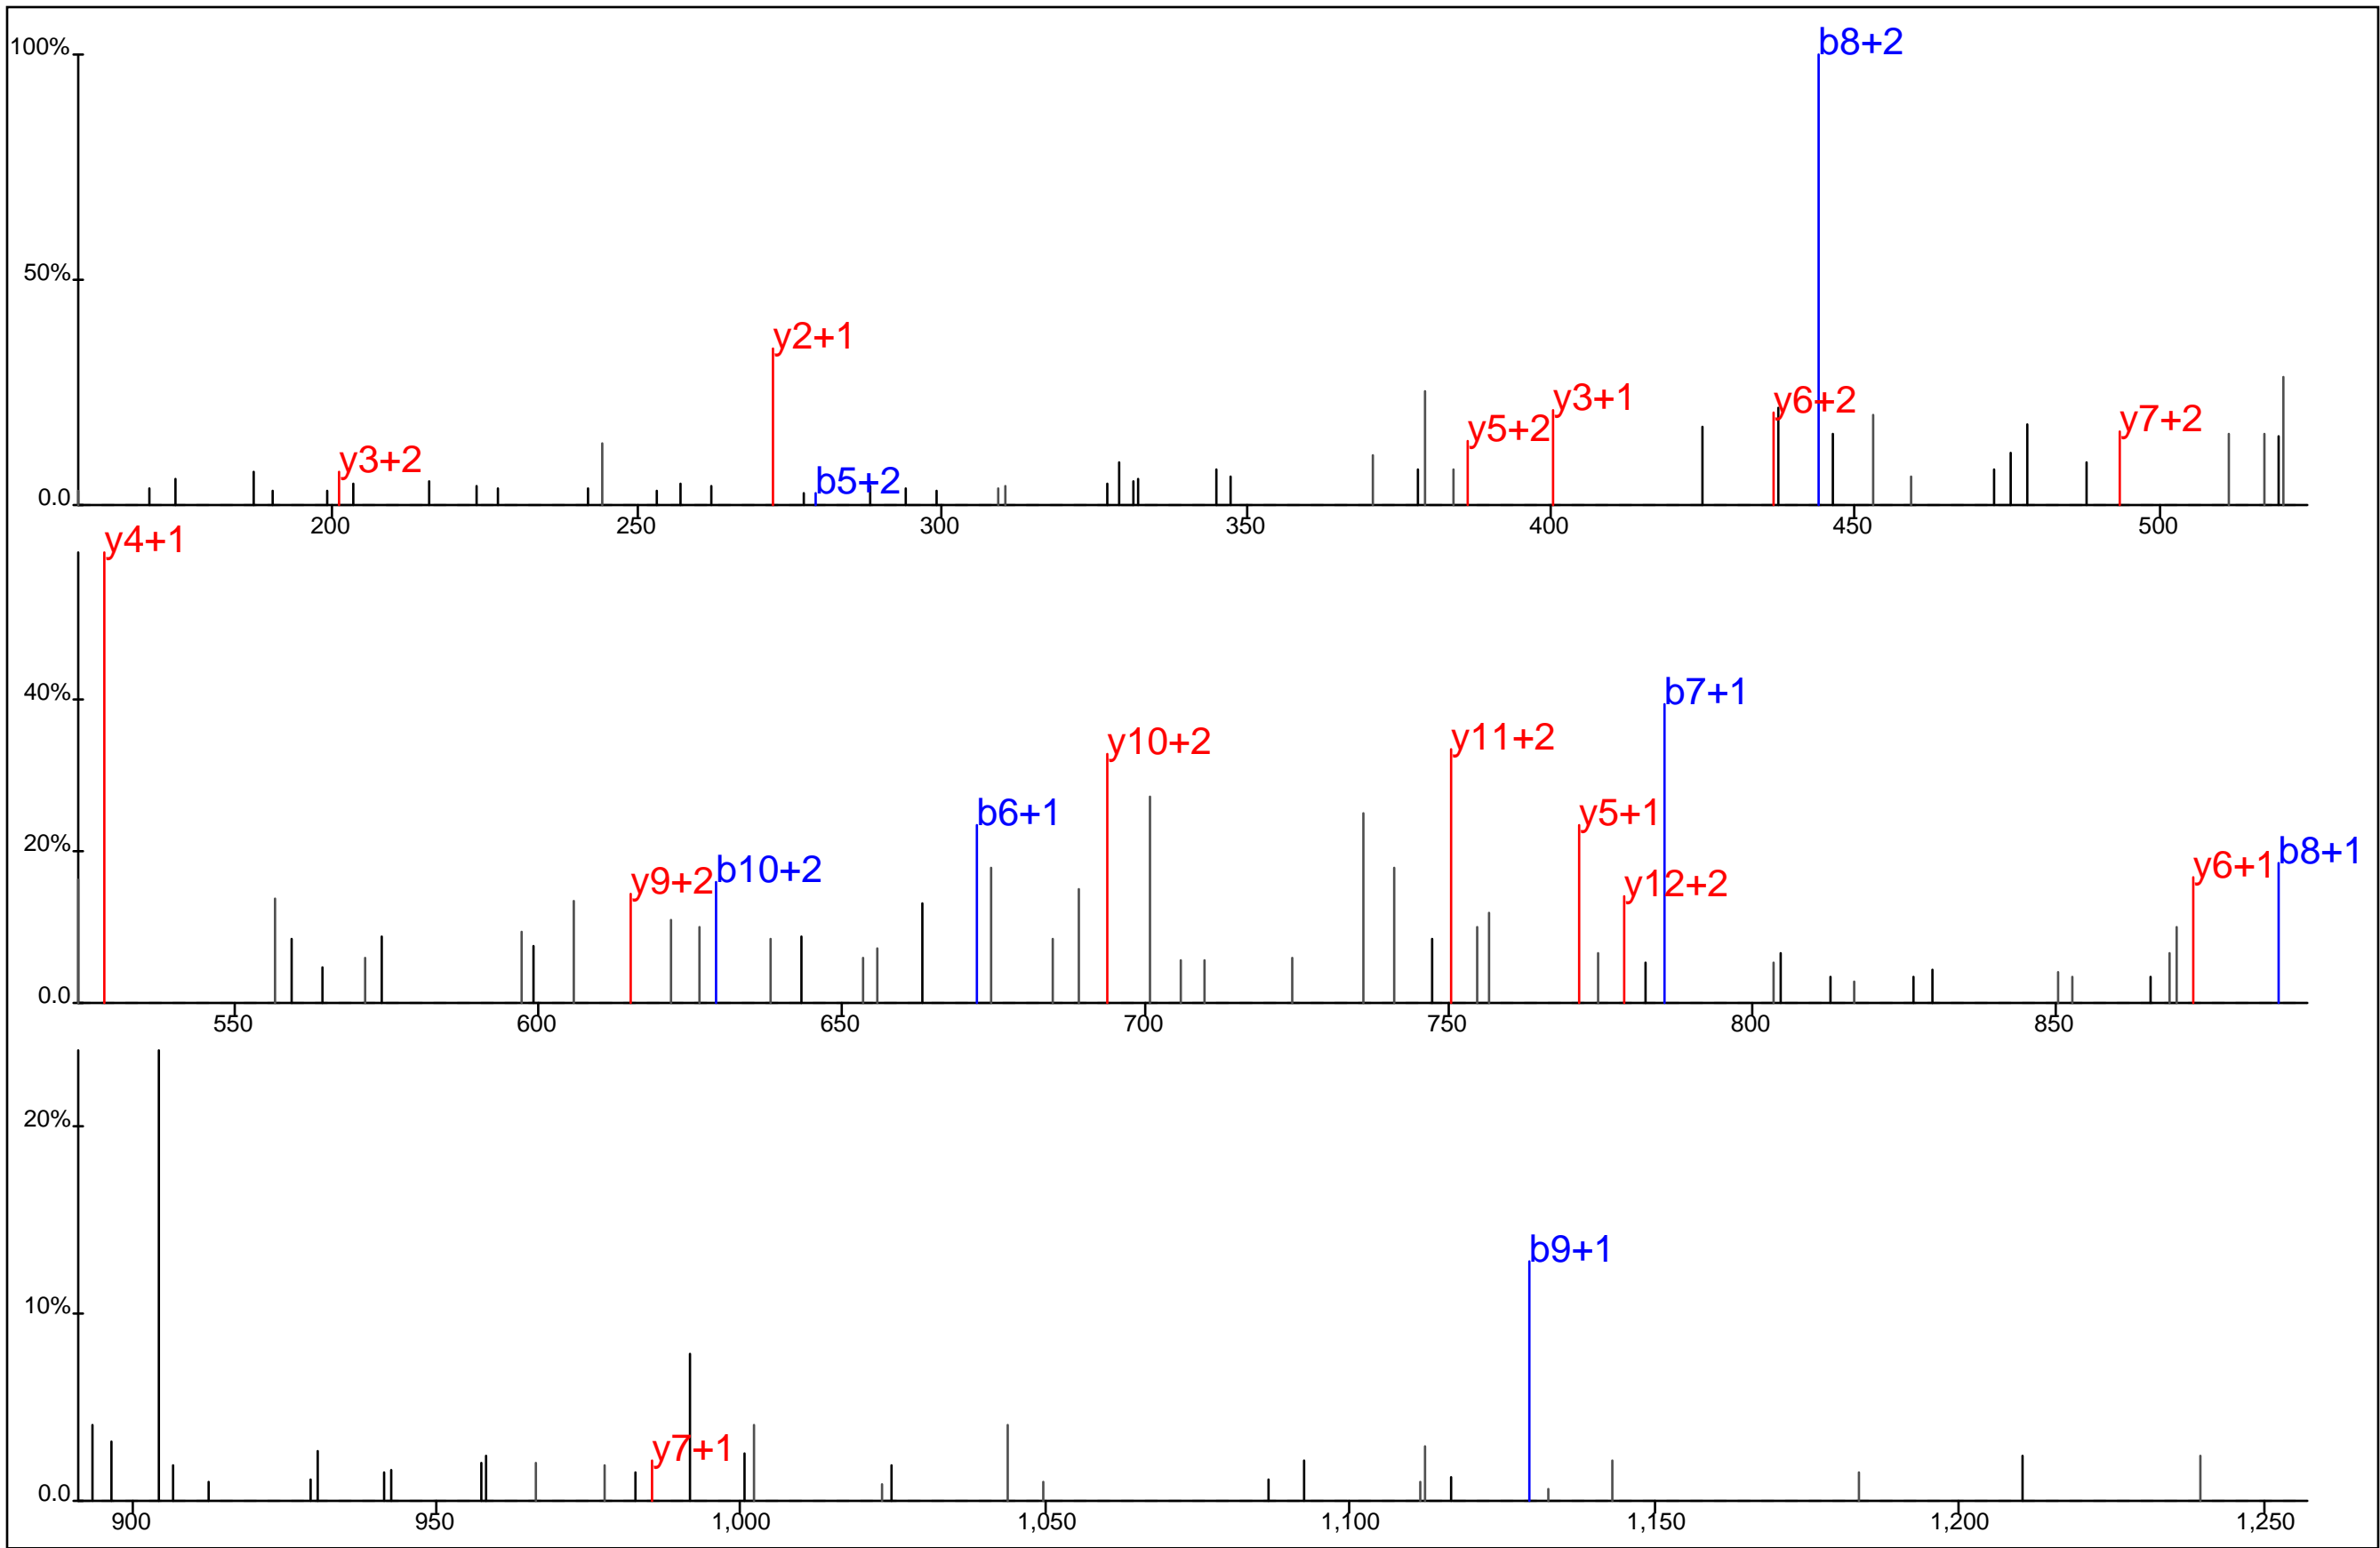 100%
b8+2
50%
y2+1
y3+1
y6+2
y5+2
y7+2
y3+2
b5+2
0.0
200 250 300 350 400 450 500
y4+1
40%
b7+1
y10+2
y11+2
b6+1
y5+1
20%
b8+1
y9+2
b10+2
y12+2
y6+1
0.0
550 600 650 700 750 800 850
20%
b9+1
10%
y7+1
0.0
900 950 1,000 1,050 1,100 1,150 1,200 1,250